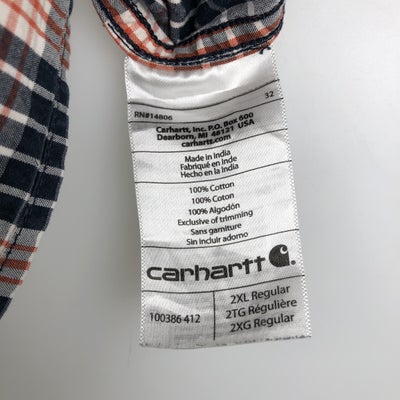 RN#14806 32
Carhartt, Inc. P.O. Box 600
Dearborn, MI 48121 USA
carhartt.com
Made in India
Fabriqué en Inde
Hecho en la India
100% Cotton
100% Coton
100% Algodón
Exclusive of trimming
Sans garniture
Sin incluir adorno
carhartt
100386 412
2XL Regular
2TG Régulière
2XG Regular